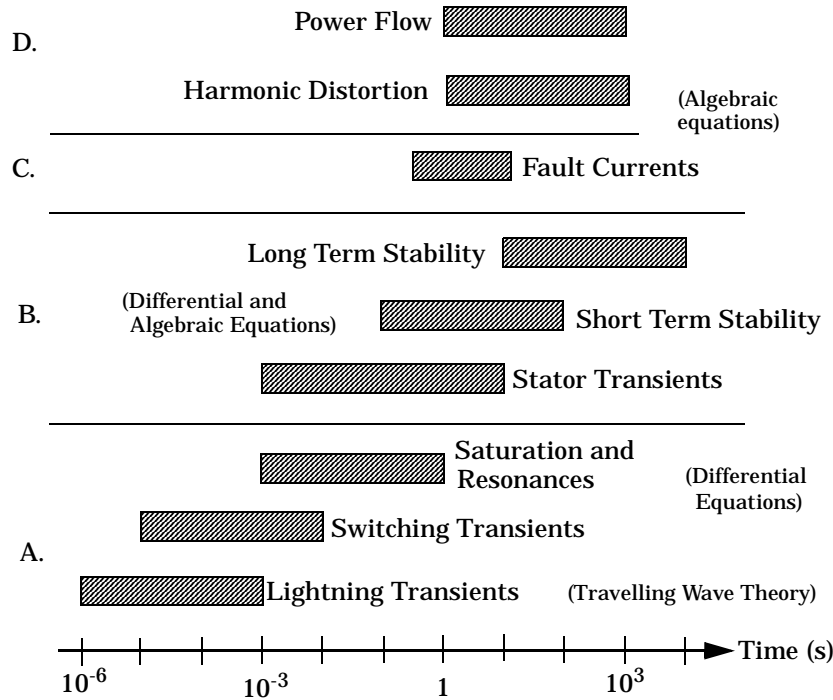 D.
Power Flow
Harmonic Distortion
(Algebraic
equations)
C.
Fault Currents
Long Term Stability
B.
(Differential and
Algebraic Equations)
Short Term Stability
Stator Transients
Saturation and
Resonances
(Differential
Equations)
Switching Transients
A.
Lightning Transients
(Travelling Wave Theory)
Time (s)
10⁻⁶ 10⁻³ 1 10³